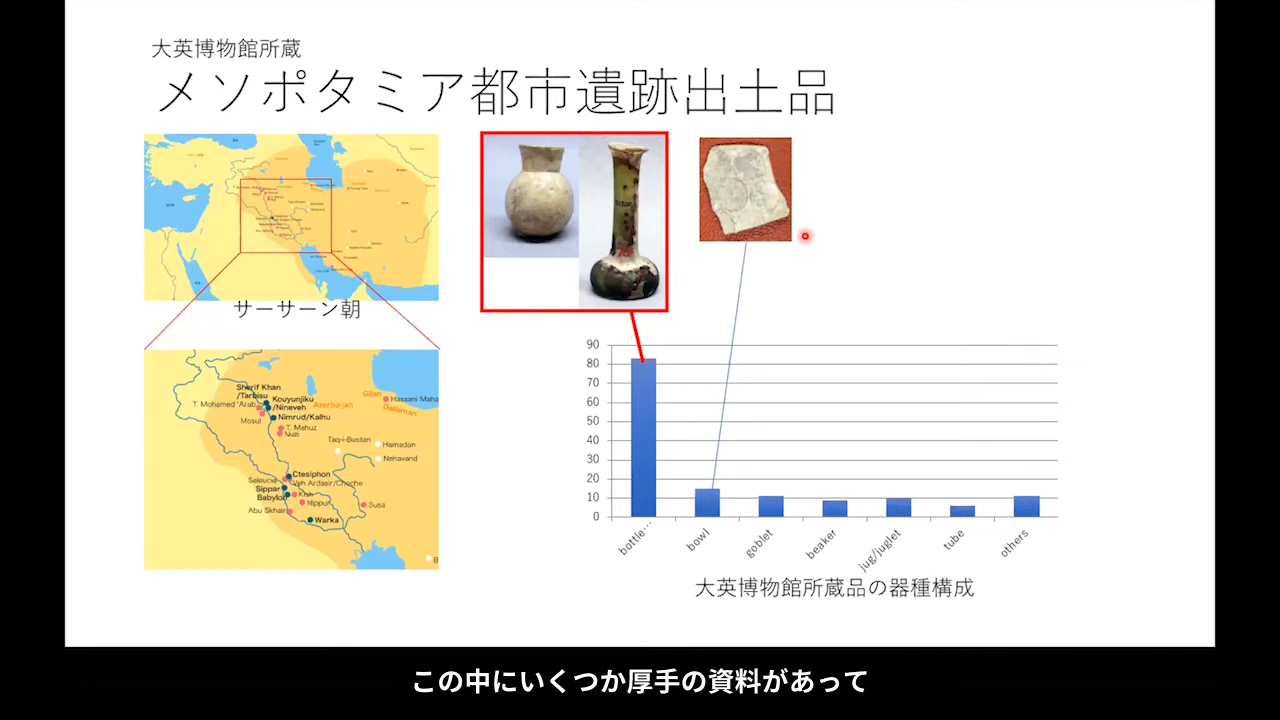 大英博物館所蔵
メソポタミア都市遺跡出土品
サーサーン朝
Sherif Khan
/Tarbisu
T. Mohamed 'Arab
Kouyunjiku
/Nineveh
Mosul
Nimrud/Kalhu
T. Mahuz
Nuzi
Azerbaijan
Gilan
Hassani Maha
Dailaman
Taq-i-Bustan
Hamadan
Nehavand
Ctesiphon
Seleucia
Veh Ardasir/Choche
Sippar
Babylon
Kish
Nippur
Abu Skhair
Susa
Warka
90
80
70
60
50
40
30
20
10
0
bottle…
bowl
goblet
beaker
jug/juglet
tube
others
大英博物館所蔵品の器種構成
この中にいくつか厚手の資料があって